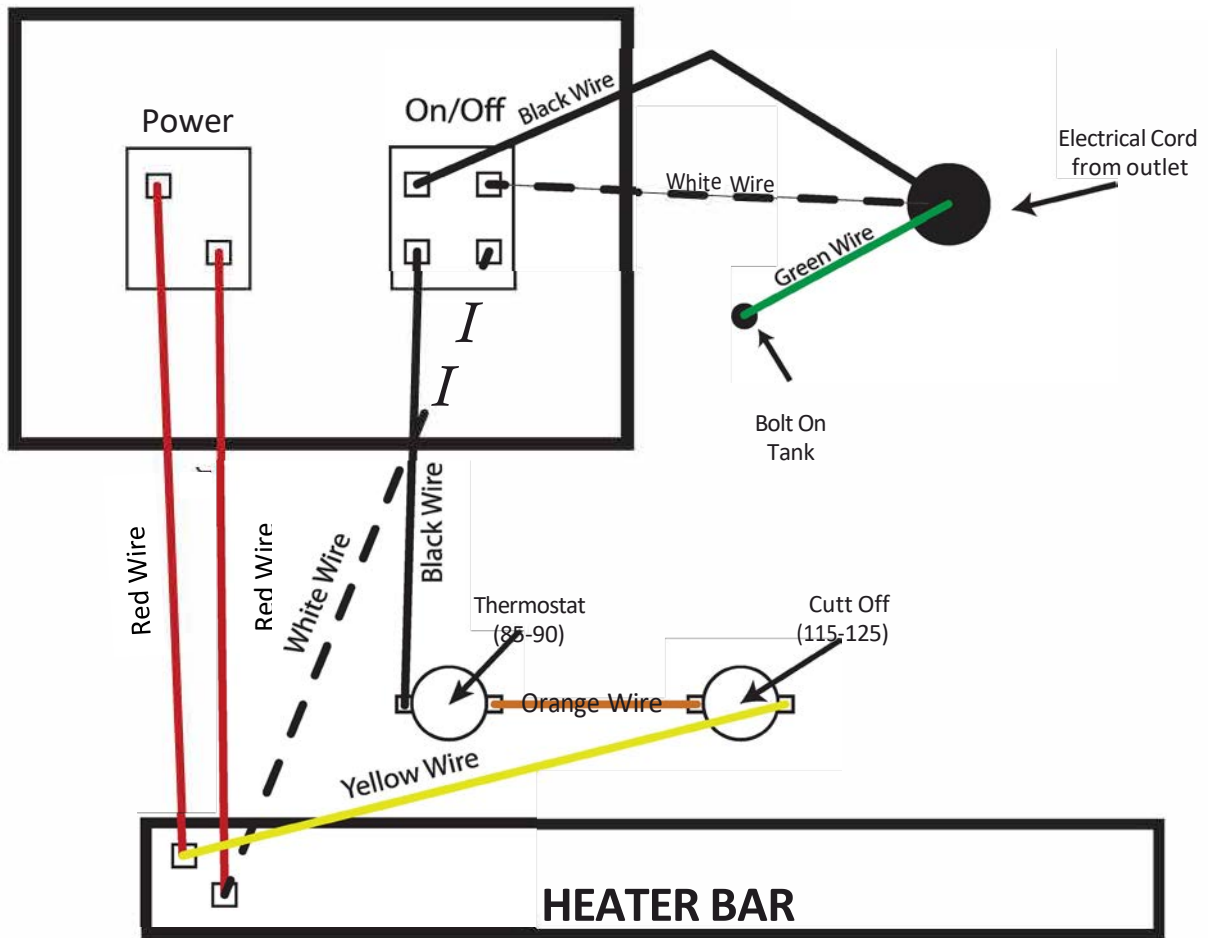 Power
On/Off
Black Wire
White Wire
Electrical Cord
from outlet
Green Wire
I
I
Bolt On
Tank
Red Wire
Red Wire
White Wire
Black Wire
Thermostat
(85-90)
Cutt Off
(115-125)
Orange Wire
Yellow Wire
HEATER BAR